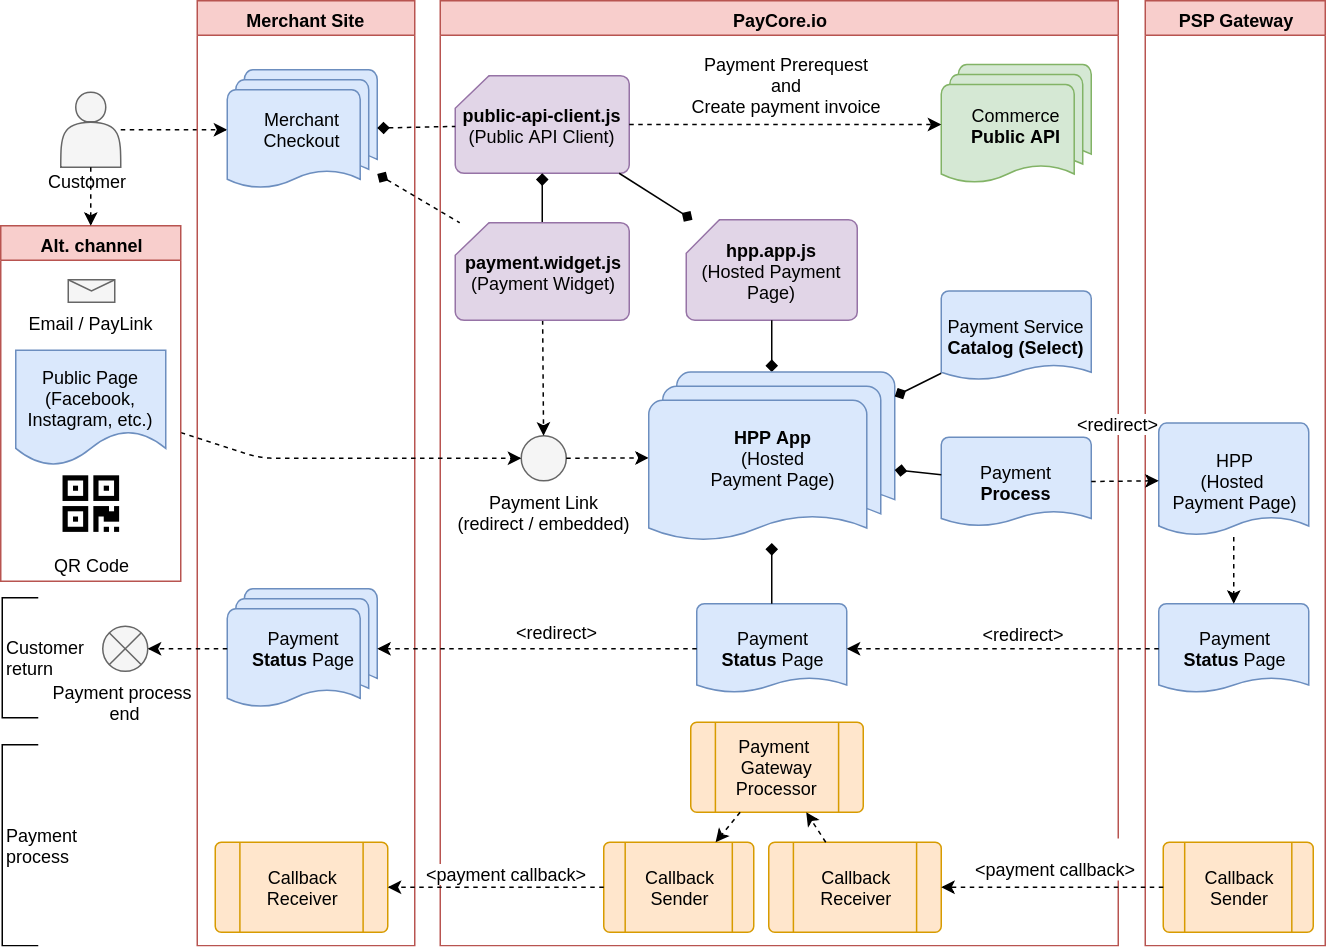 Merchant Site
PayCore.io
PSP Gateway
Customer
Merchant
Checkout
public-api-client.js
(Public API Client)
Payment Prerequest
and
Create payment invoice
Commerce
Public API
Alt. channel
Email / PayLink
Public Page
(Facebook,
Instagram, etc.)
QR Code
payment.widget.js
(Payment Widget)
hpp.app.js
(Hosted Payment
Page)
Payment Service
Catalog (Select)
HPP App
(Hosted
Payment Page)
Payment Link
(redirect / embedded)
Payment
Process
<redirect>
HPP
(Hosted
Payment Page)
Customer
return
Payment process
end
Payment
Status Page
<redirect>
Payment
Status Page
<redirect>
Payment
Status Page
Payment
process
Payment
Gateway
Processor
Callback
Receiver
<payment callback>
Callback
Sender
Callback
Receiver
<payment callback>
Callback
Sender